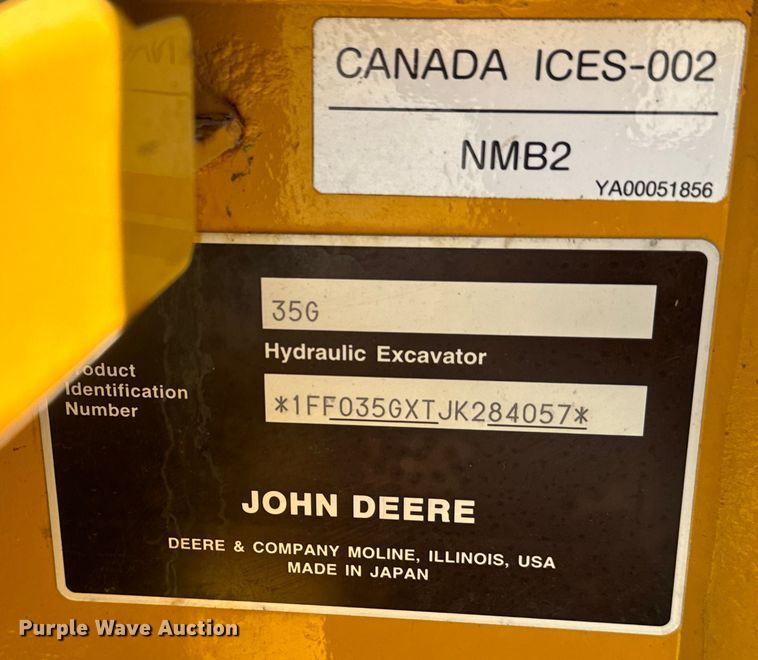 CANADA ICES-002
NMB2
YA00051856
35G
Hydraulic Excavator
Identification
Number
*1FF035GXTJK284057*
JOHN DEERE
DEERE & COMPANY MOLINE, ILLINOIS, USA
MADE IN JAPAN
Purple Wave Auction